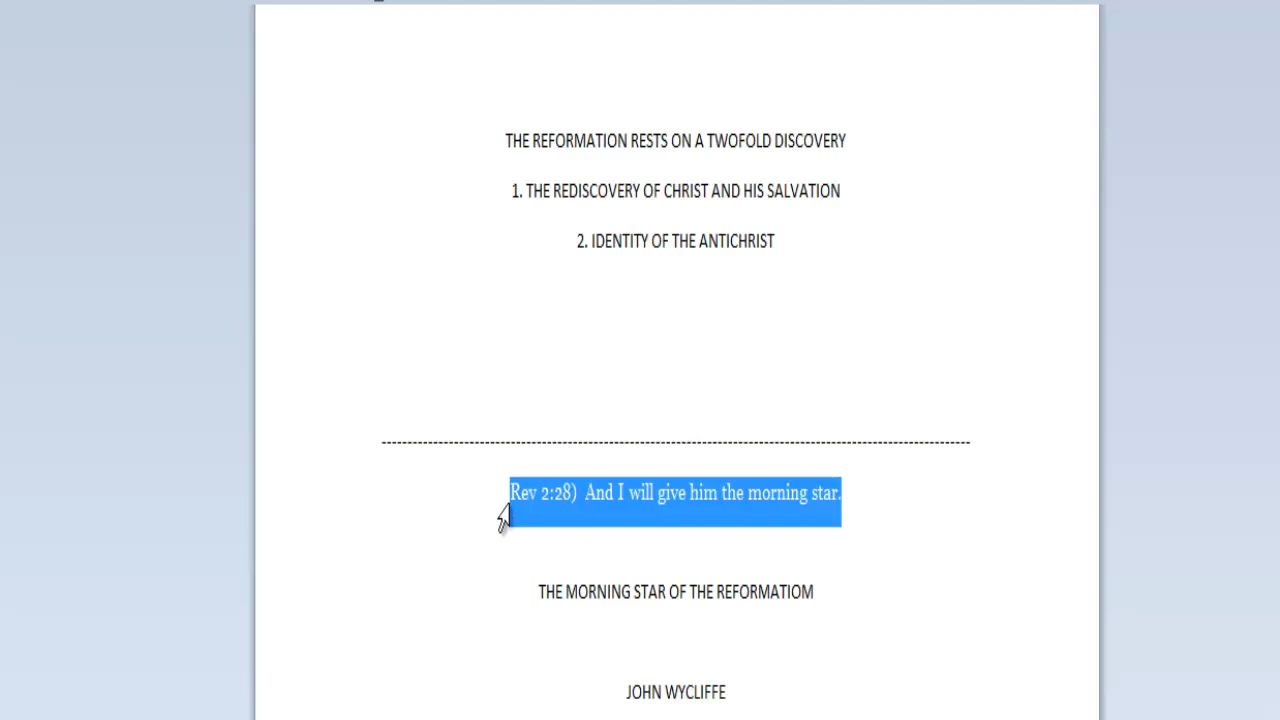 THE REFORMATION RESTS ON A TWOFOLD DISCOVERY
1. THE REDISCOVERY OF CHRIST AND HIS SALVATION
2. IDENTITY OF THE ANTICHRIST
-------------------------------------------------------------------------------------------------------------------
Rev 2:28)  And I will give him the morning star.
THE MORNING STAR OF THE REFORMATIOM
JOHN WYCLIFFE